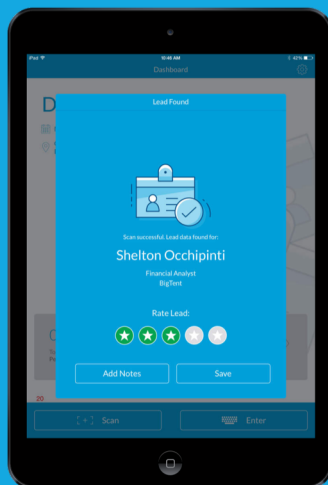 iPad
10:48 AM
42%
Dashboard
Lead Found
Scan successful. Lead data found for:
Shelton Occhipinti
Financial Analyst
BigTent
Rate Lead:
Add Notes
Save
20
Scan
Enter